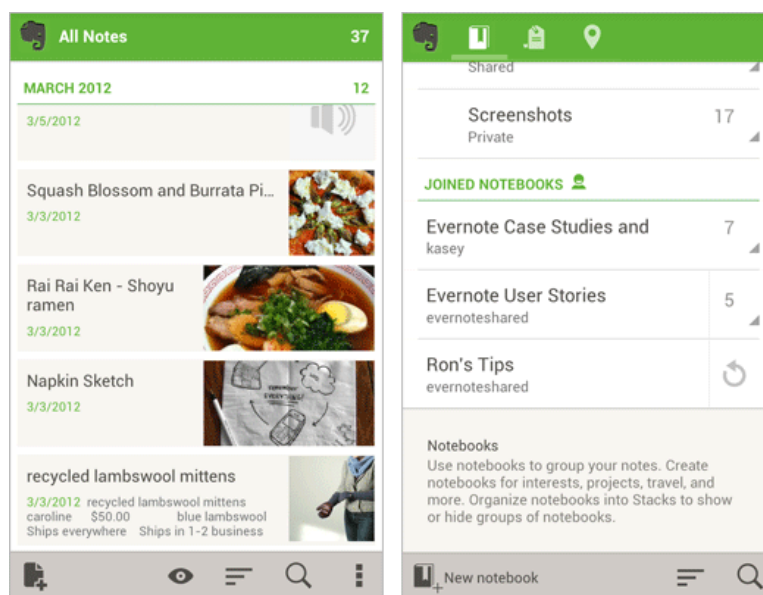 All Notes
37
MARCH 2012
12
3/5/2012
Squash Blossom and Burrata Pi...
3/3/2012
Rai Rai Ken - Shoyu
ramen
3/3/2012
Napkin Sketch
3/3/2012
recycled lambswool mittens
3/3/2012 recycled lambswool mittens
caroline $50.00 blue lambswool
Ships everywhere Ships in 1-2 business
Shared
Screenshots
17
Private
JOINED NOTEBOOKS
Evernote Case Studies and
7
kasey
Evernote User Stories
5
evernoteshared
Ron's Tips
evernoteshared
Notebooks
Use notebooks to group your notes. Create
notebooks for interests, projects, travel, and
more. Organize notebooks into Stacks to show
or hide groups of notebooks.
New notebook